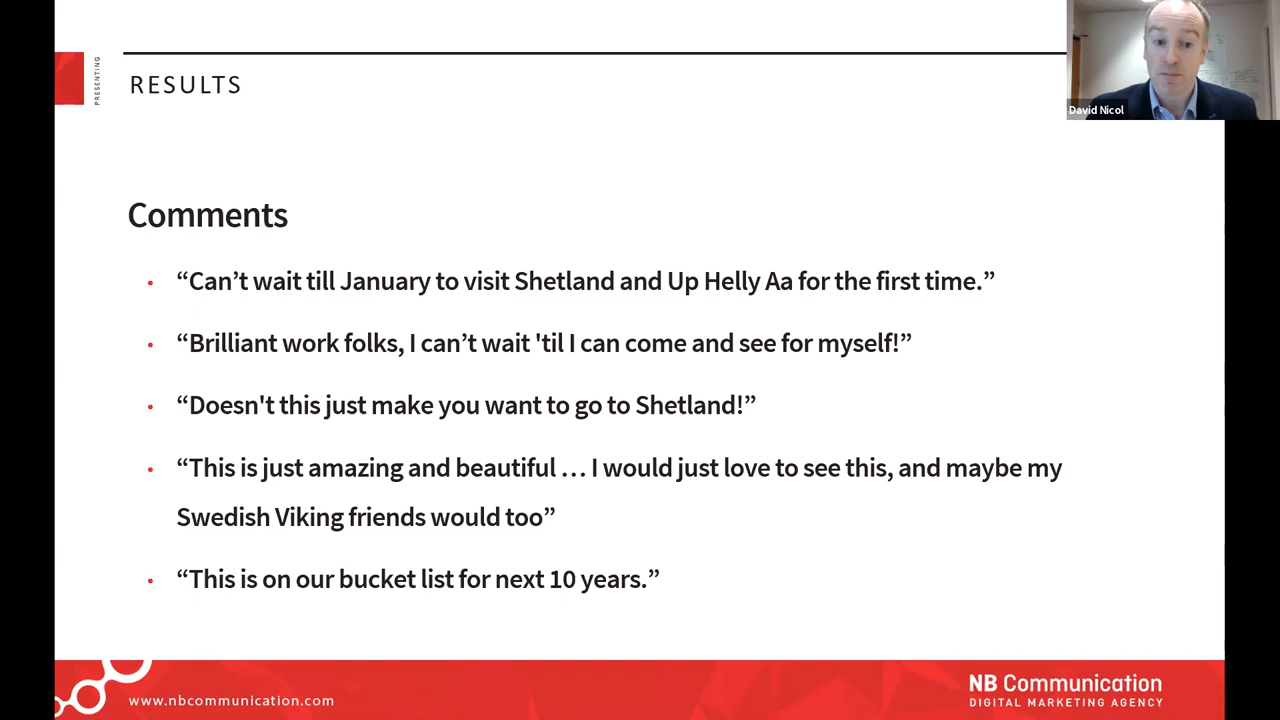 PRESENTING
RESULTS
David Nicol
Comments
“Can’t wait till January to visit Shetland and Up Helly Aa for the first time.”
“Brilliant work folks, I can’t wait 'til I can come and see for myself!”
“Doesn't this just make you want to go to Shetland!”
“This is just amazing and beautiful … I would just love to see this, and maybe my
Swedish Viking friends would too”
“This is on our bucket list for next 10 years.”
www.nbcommunication.com
NB Communication
DIGITAL MARKETING AGENCY